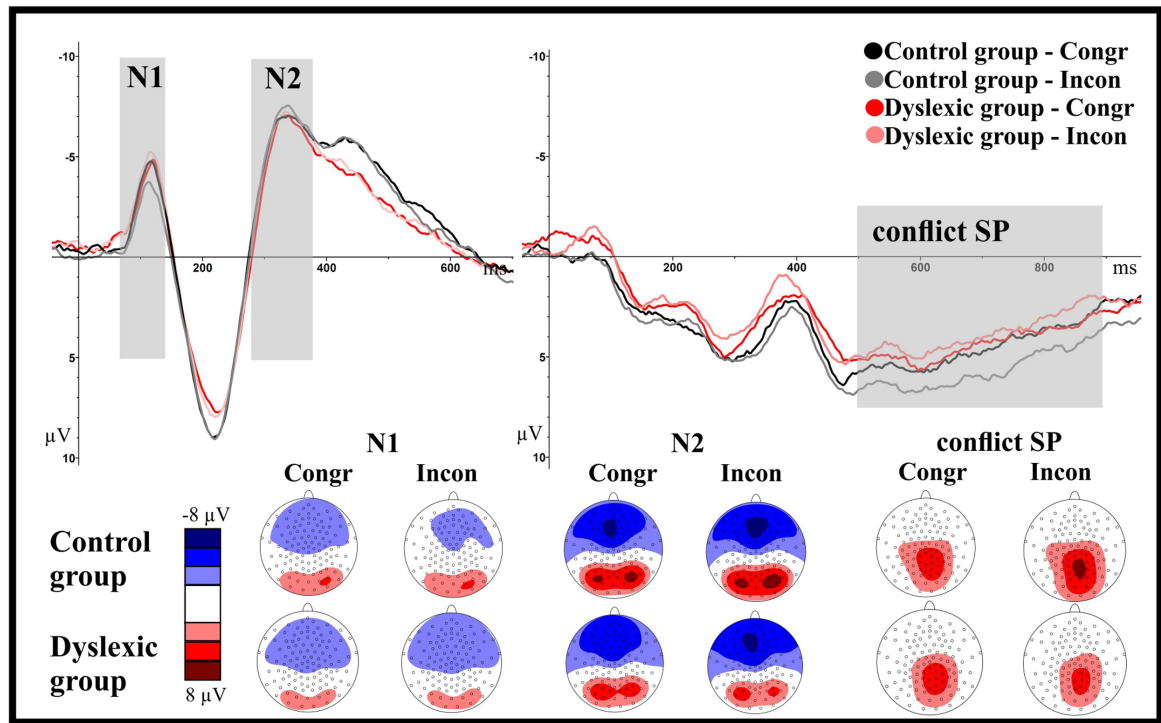 -10
N1
N2
-5
200
400
600
ms
5
µV
10
-10
Control group - Congr
Control group - Incon
Dyslexic group - Congr
Dyslexic group - Incon
-5
conflict SP
200
400
600
800
ms
5
µV
10
N1
N2
conflict SP
Congr
Incon
Congr
Incon
Congr
Incon
-8 µV
Control
group
Dyslexic
group
8 µV